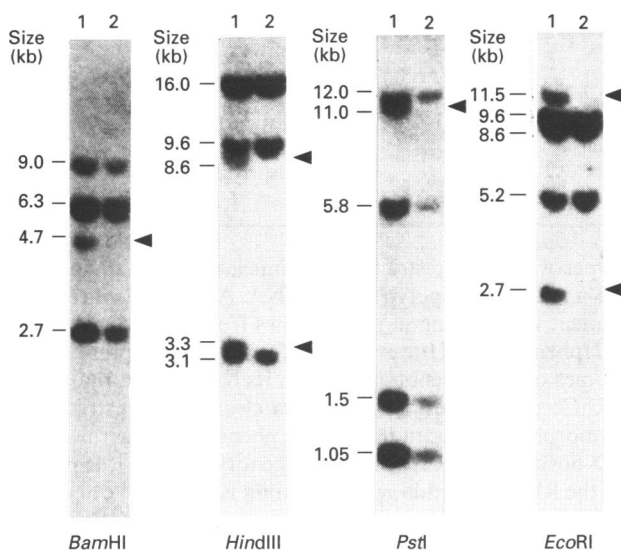 1 2
Size
(kb)
9.0
6.3
4.7
2.7
BamHI
1 2
Size
(kb)
16.0
9.6
8.6
3.3
3.1
HindIII
1 2
Size
(kb)
12.0
11.0
5.8
1.5
1.05
PstI
1 2
Size
(kb)
11.5
9.6
8.6
5.2
2.7
EcoRI